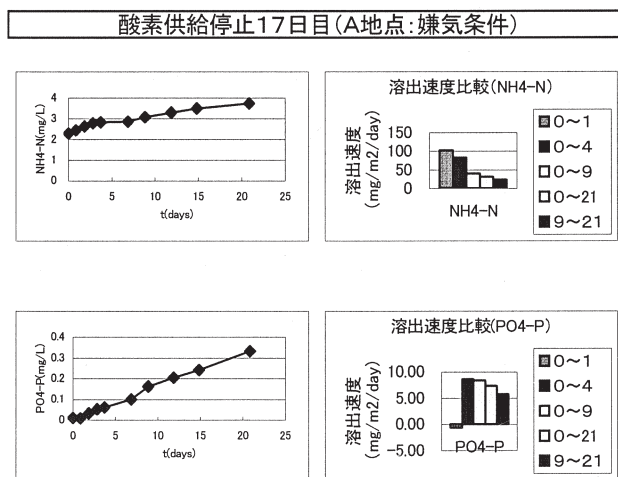 酸素供給停止17日目(A地点:嫌気条件)
NH4-N(mg/L)
4
3
2
1
0
0 5 10 15 20 25
t(days)
溶出速度比較(NH4-N)
溶出速度
(mg/m2/day)
150
100
50
0
NH4-N
0~1
0~4
0~9
0~21
9~21
PO4-P(mg/L)
0.4
0.3
0.2
0.1
0
0 5 10 15 20 25
t(days)
溶出速度比較(PO4-P)
溶出速度
(mg/m2/day)
10.00
5.00
0.00
-5.00
PO4-P
0~1
0~4
0~9
0~21
9~21